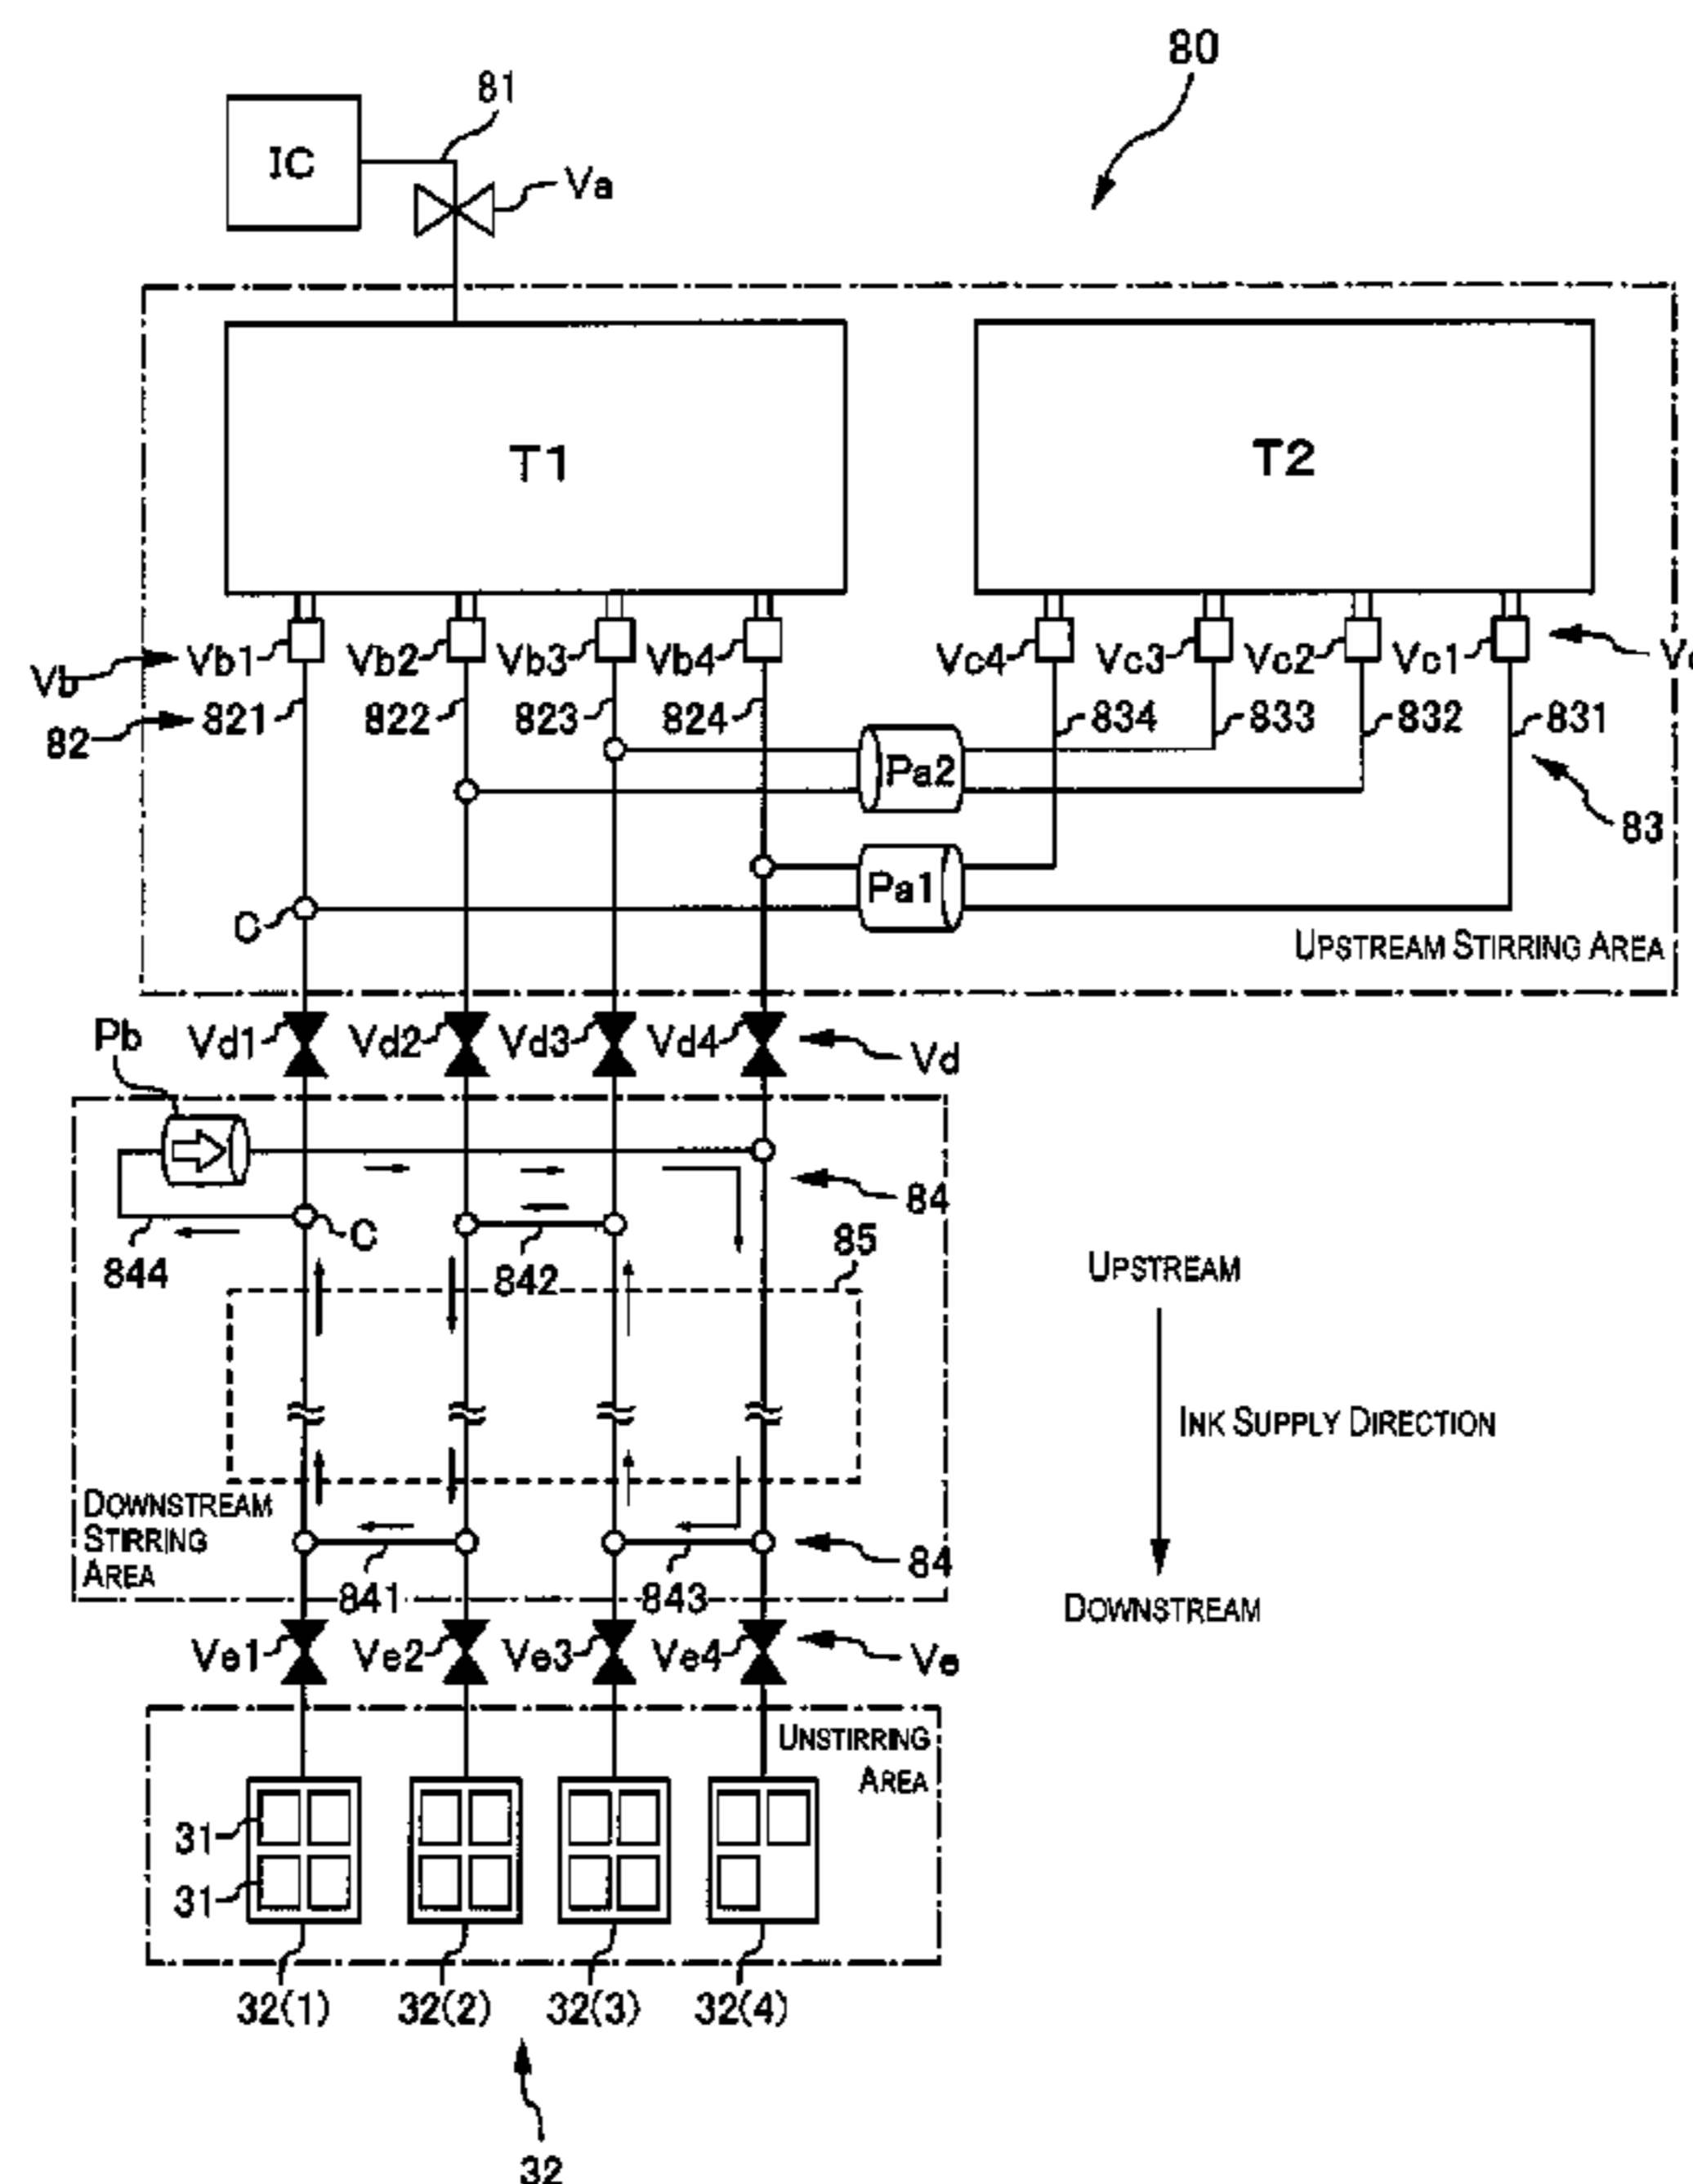 80
81
IC
Va
T1
T2
Vb
Vb1
Vb2
Vb3
Vb4
Vc4
Vc3
Vc2
Vc1
82
821
822
823
824
834
833
832
831
Pa2
83
Pa1
C
UPSTREAM STIRRING AREA
Pb
Vd1
Vd2
Vd3
Vd4
Vd
84
C
85
844
842
UPSTREAM
INK SUPPLY DIRECTION
DOWNSTREAM
STIRRING
AREA
84
841
843
DOWNSTREAM
Ve1
Ve2
Ve3
Ve4
Ve
UNSTIRRING
AREA
31
31
32(1)
32(2)
32(3)
32(4)
32